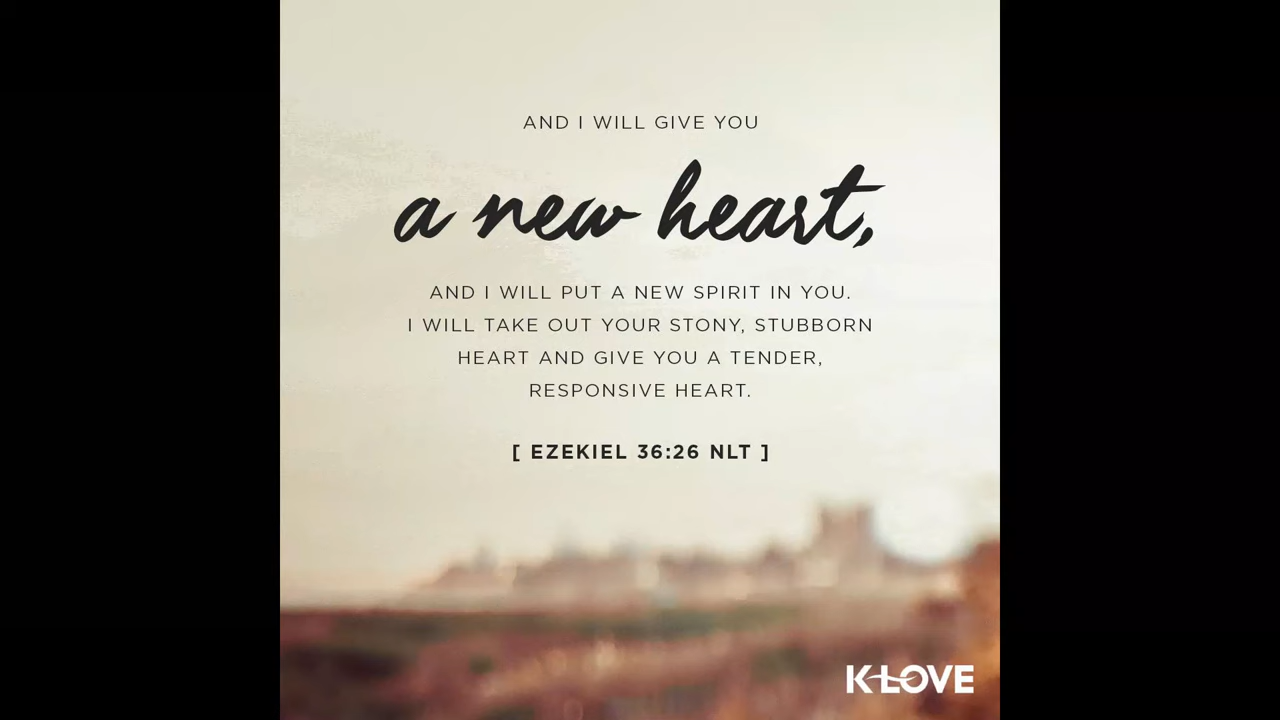 AND I WILL GIVE YOU
a new heart,
AND I WILL PUT A NEW SPIRIT IN YOU.
I WILL TAKE OUT YOUR STONY, STUBBORN
HEART AND GIVE YOU A TENDER,
RESPONSIVE HEART.
[ EZEKIEL 36:26 NLT ]
K-LOVE